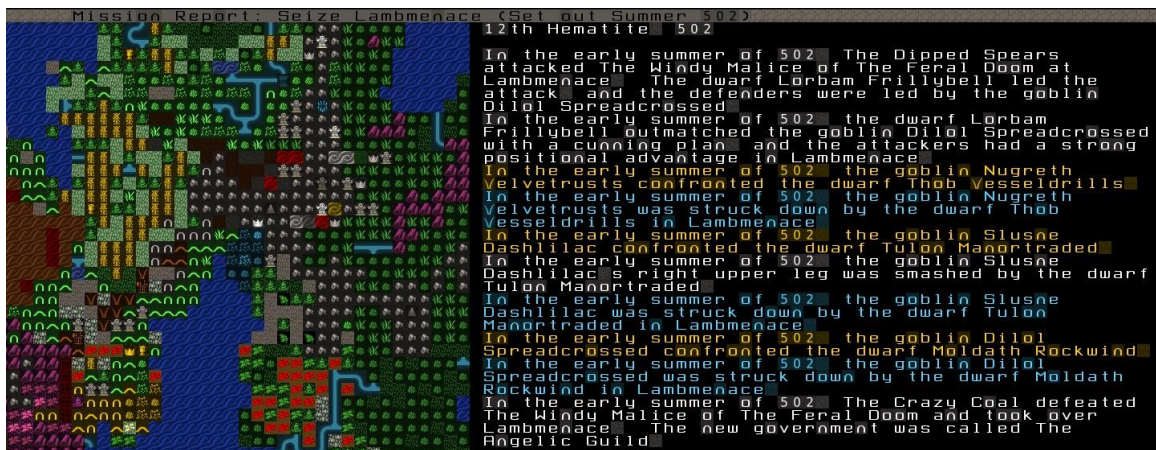 Mission Report: Seize Lambmenace (Set out Summer 502)
12th Hematite 502
In the early summer of 502, The Dipped Spears
attacked The Windy Malice of The Feral Doom at
Lambmenace. The dwarf Lorbam Frillybell led the
attack, and the defenders were led by the goblin
Dilol Spreadcrossed.
In the early summer of 502, the dwarf Lorbam
Frillybell outmatched the goblin Dilol Spreadcrossed
with a cunning plan, and the attackers had a strong
positional advantage in Lambmenace.
In the early summer of 502, the goblin Nugreth
Velvetrusts confronted the dwarf Thob Vesseldrills.
In the early summer of 502, the goblin Nugreth
Velvetrusts was struck down by the dwarf Thob
Vesseldrills in Lambmenace.
In the early summer of 502, the goblin Slusne
Dashlilac confronted the dwarf Tulon Manortraded.
In the early summer of 502, the goblin Slusne
Dashlilac's right upper leg was smashed by the dwarf
Tulon Manortraded.
In the early summer of 502, the goblin Slusne
Dashlilac was struck down by the dwarf Tulon
Manortraded in Lambmenace.
In the early summer of 502, the goblin Dilol
Spreadcrossed confronted the dwarf Moldath Rockwind.
In the early summer of 502, the goblin Dilol
Spreadcrossed was struck down by the dwarf Moldath
Rockwind in Lambmenace.
In the early summer of 502, The Crazy Coal defeated
The Windy Malice of The Feral Doom and took over
Lambmenace. The new government was called The
Angelic Guild.